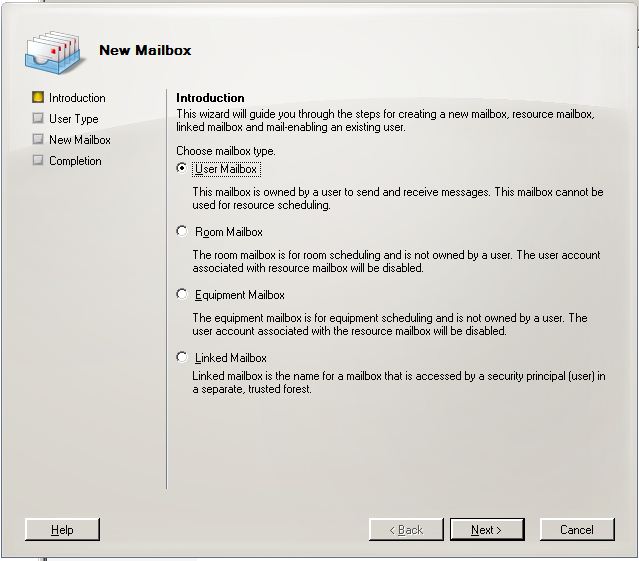 New Mailbox
Introduction
User Type
New Mailbox
Completion
Introduction
This wizard will guide you through the steps for creating a new mailbox, resource mailbox,
linked mailbox and mail-enabling an existing user.
Choose mailbox type.
User Mailbox
This mailbox is owned by a user to send and receive messages. This mailbox cannot be
used for resource scheduling.
Room Mailbox
The room mailbox is for room scheduling and is not owned by a user. The user account
associated with resource mailbox will be disabled.
Equipment Mailbox
The equipment mailbox is for equipment scheduling and is not owned by a user. The
user account associated with the resource mailbox will be disabled.
Linked Mailbox
Linked mailbox is the name for a mailbox that is accessed by a security principal (user) in
a separate, trusted forest.
Help
< Back
Next >
Cancel